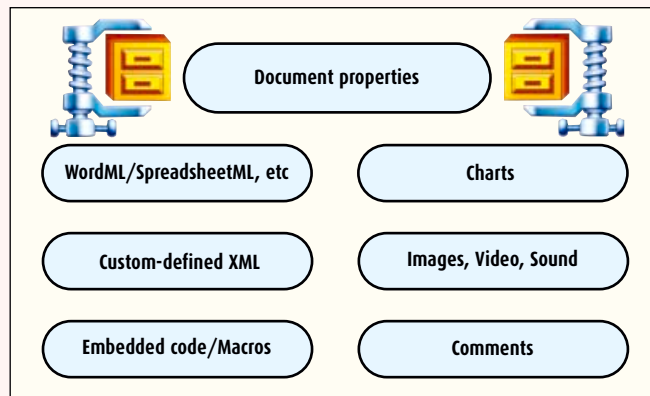 Document properties
WordML/SpreadsheetML, etc
Charts
Custom-defined XML
Images, Video, Sound
Embedded code/Macros
Comments